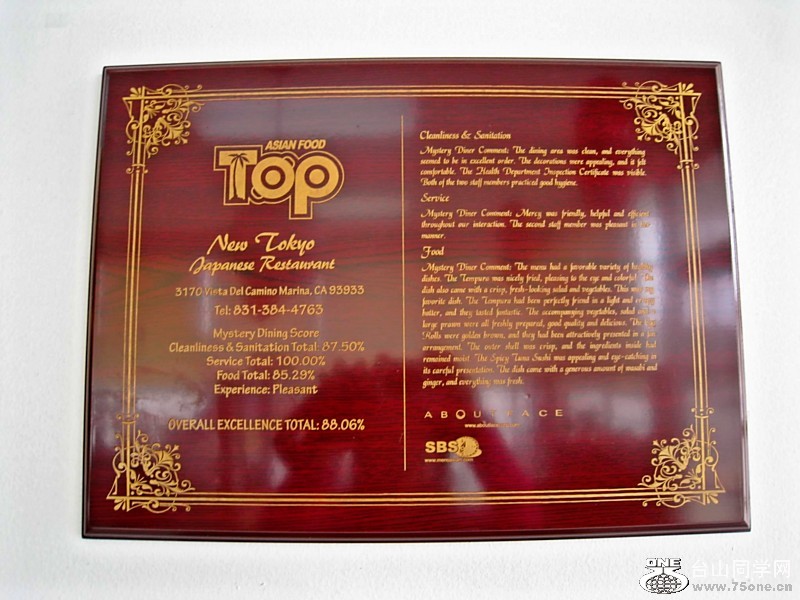 ASIAN FOOD
Top
New Tokyo
Japanese Restaurant
3170 Vista Del Camino Marina, CA 93933
Tel: 831-384-4763
Mystery Dining Score
Cleanliness & Sanitation Total: 87.50%
Service Total: 100.00%
Food Total: 85.29%
Experience: Pleasant
OVERALL EXCELLENCE TOTAL: 88.06%
Cleanliness & Sanitation
Mystery Diner Comment: The dining area was clean, and everything
seemed to be in excellent order. The decorations were appealing, and it felt
comfortable. The Health Department Inspection Certificate was visible.
Both of the two staff members practiced good hygiene.
Service
Mystery Diner Comment: Mercy was friendly, helpful and efficient
throughout our interaction. The second staff member was pleasant in
manner.
Food
Mystery Diner Comment: The menu had a favorable variety of
dishes. The Tempura was nicely fried, pleasing to the eye and colorful. The
dish also came with a crisp, fresh-looking salad and vegetables. This was my
favorite dish. The Tempura had been perfectly fried in a light and
batter, and they tasted fantastic. The accompanying vegetables, salad and
large prawn were all freshly prepared, good quality and delicious. The
Rolls were golden brown, and they had been attractively presented in a
arrangement. The outer shell was crisp, and the ingredients inside had
remained moist. The Spicy Tuna Sushi was appealing and eye-catching in
its careful presentation. The dish came with a generous amount of wasabi and
ginger, and everything was fresh.
ABOUTFACE
SBS
ONE
台山同学网
www.75one.cn